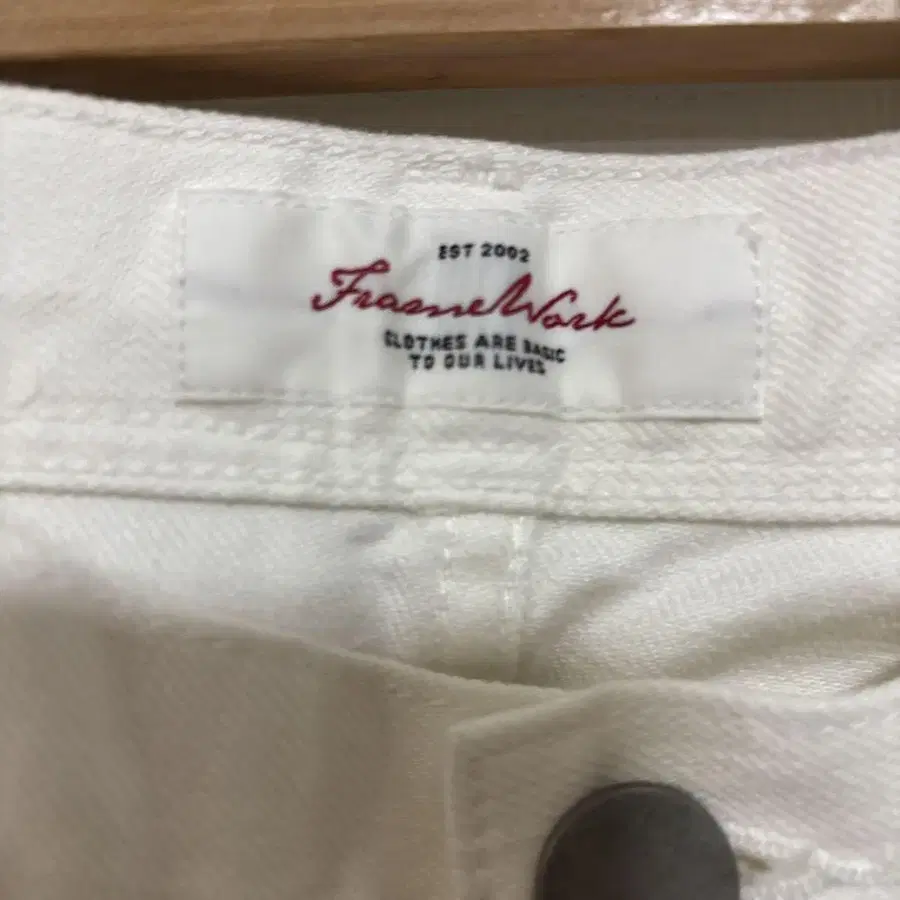 EST 2002
FrameWork
CLOTHES ARE BASIC
TO OUR LIVES